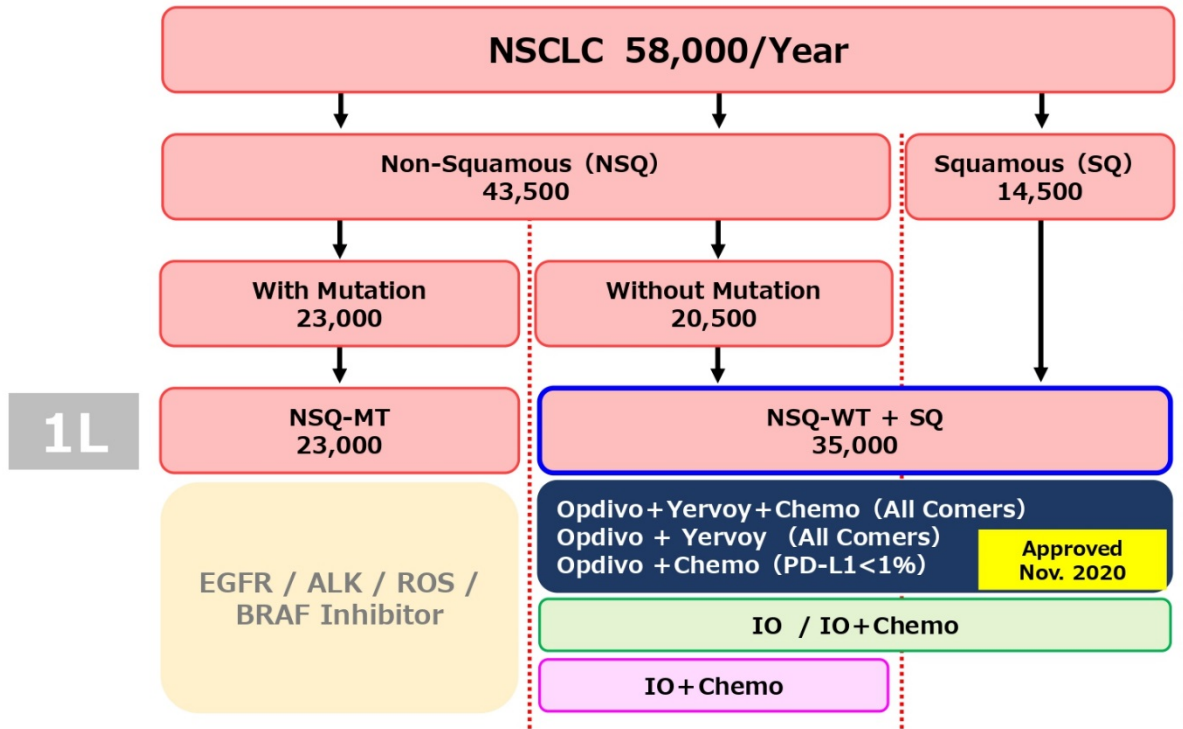 NSCLC 58,000/Year
Non-Squamous（NSQ）
43,500
Squamous（SQ）
14,500
With Mutation
23,000
Without Mutation
20,500
1L
NSQ-MT
23,000
NSQ-WT + SQ
35,000
EGFR / ALK / ROS /
BRAF Inhibitor
Opdivo+Yervoy+Chemo（All Comers）
Opdivo + Yervoy （All Comers）
Opdivo +Chemo（PD-L1<1%）
Approved
Nov. 2020
IO / IO+Chemo
IO+Chemo